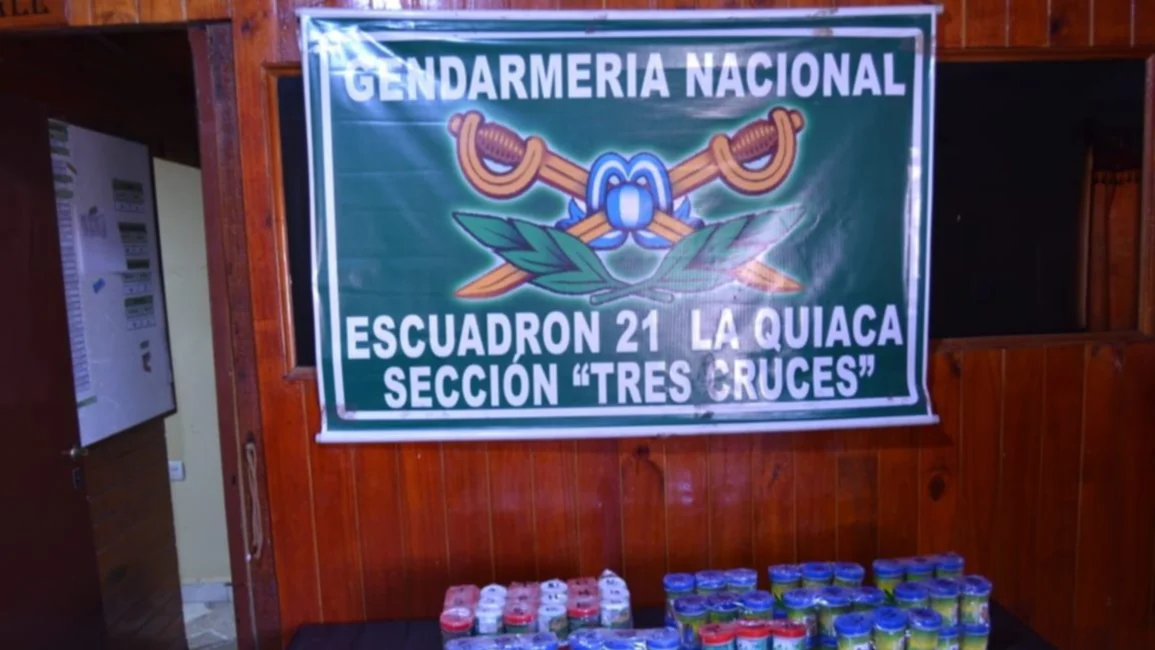 GENDARMERIA NACIONAL
ESCUADRON 21 LA QUIACA
SECCIÓN “TRES CRUCES”